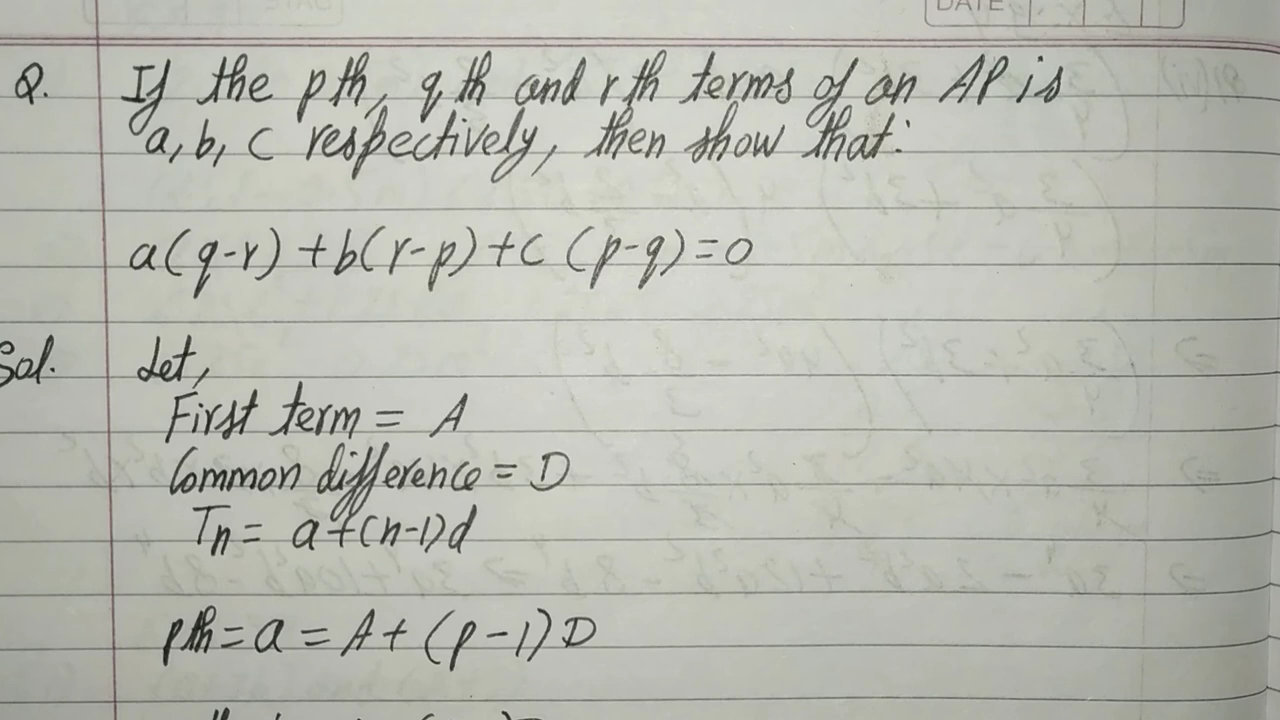 DATE
Q. If the pth, qth and rth terms of an AP is
a, b, c respectively, then show that:
a(q-r) +b(r-p)+c (p-q)=0
Sol. Let,
First term = A
Common difference = D
Tn = a+(n-1)d
pth = a = A + (p-1)D